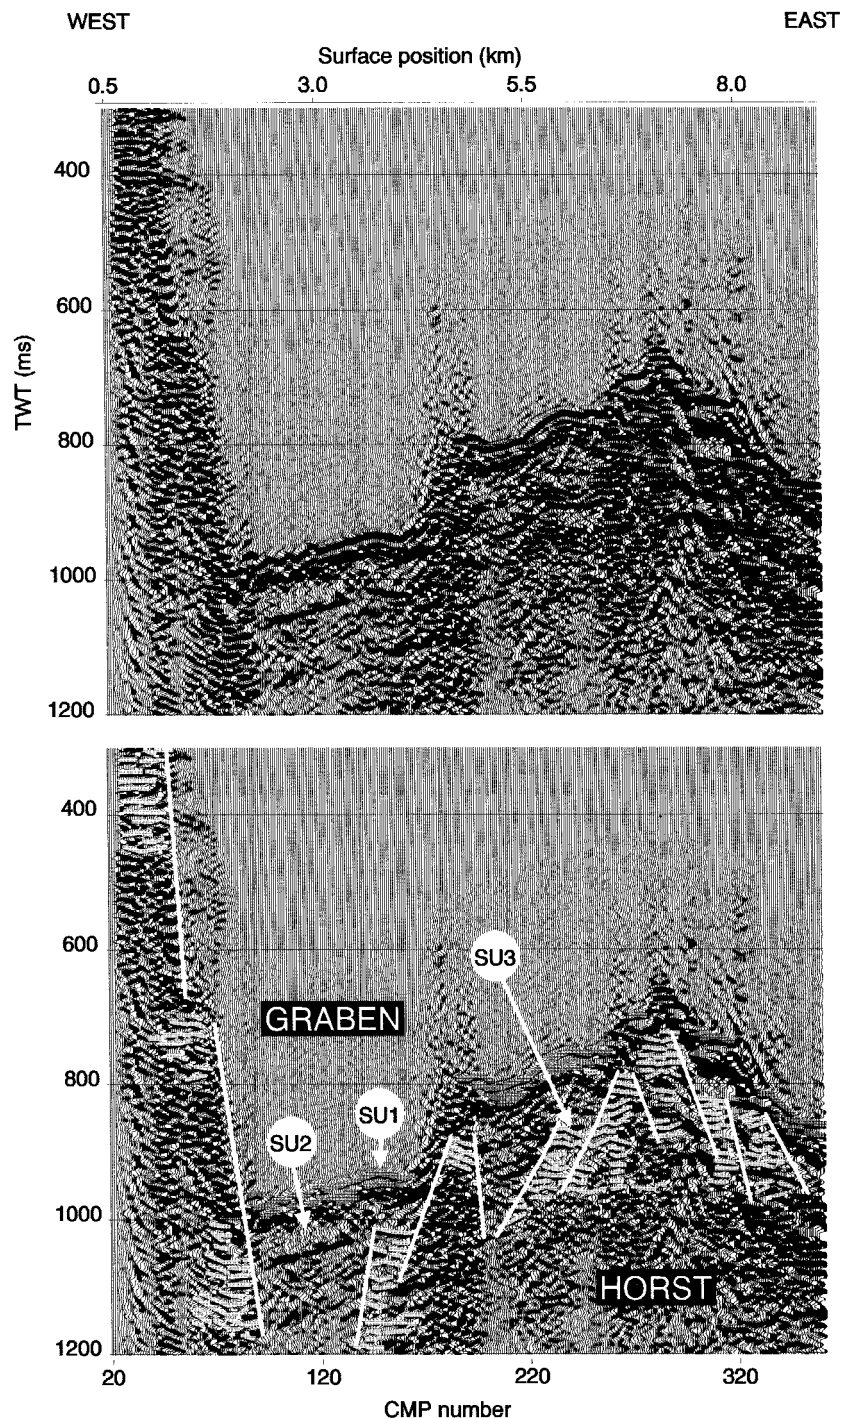 WEST
EAST
Surface position (km)
0.5 3.0 5.5 8.0
400
600
TWT (ms)
800
1000
1200
400
600
SU3
GRABEN
800
SU1
SU2
1000
HORST
1200
20 120 220 320
CMP number